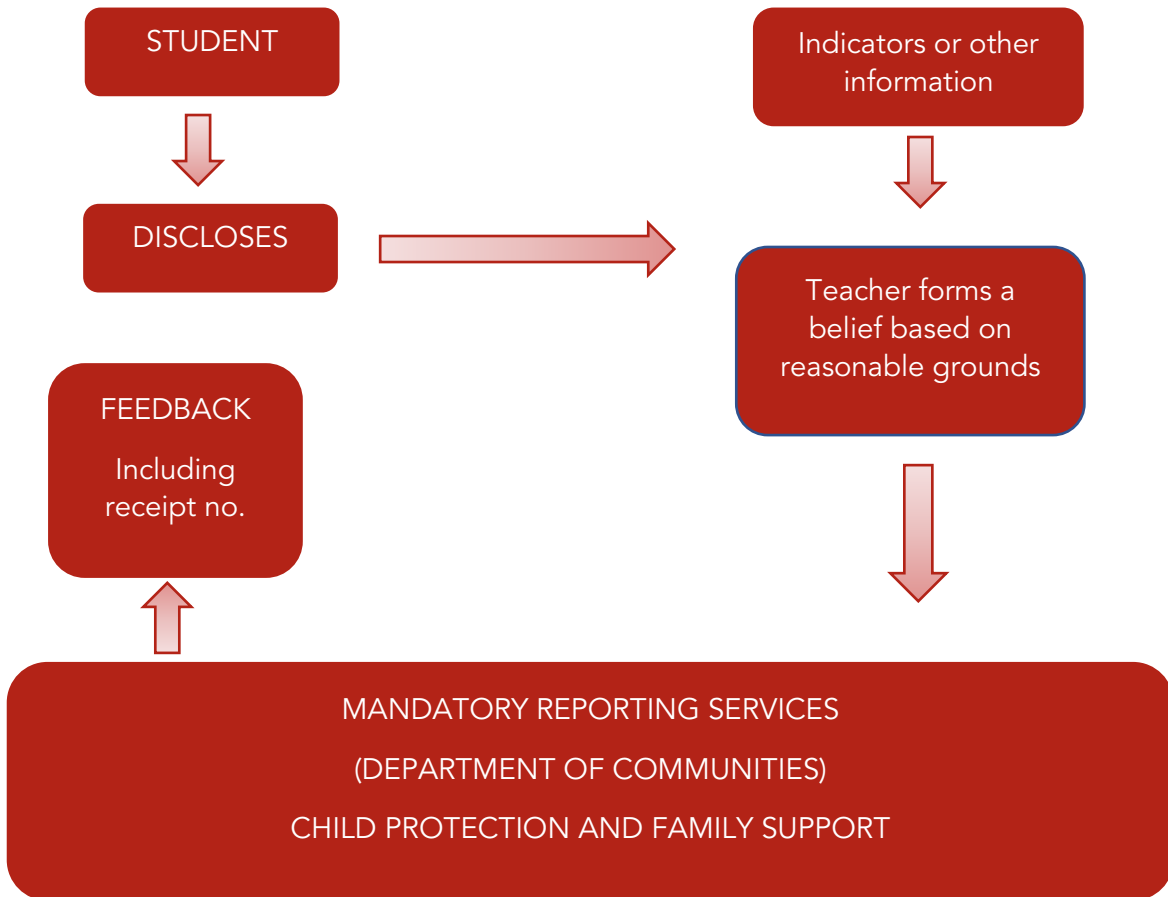 STUDENT
Indicators or other
information
DISCLOSES
Teacher forms a
belief based on
reasonable grounds
FEEDBACK
Including
receipt no.
MANDATORY REPORTING SERVICES
(DEPARTMENT OF COMMUNITIES)
CHILD PROTECTION AND FAMILY SUPPORT